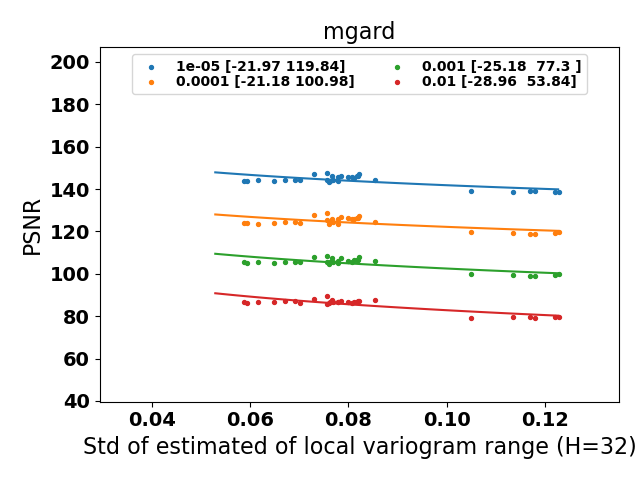 mgard
1e-05 [-21.97 119.84]
0.0001 [-21.18 100.98]
0.001 [-25.18  77.3 ]
0.01 [-28.96  53.84]
PSNR
200
180
160
140
120
100
80
60
40
0.04 0.06 0.08 0.10 0.12
Std of estimated of local variogram range (H=32)